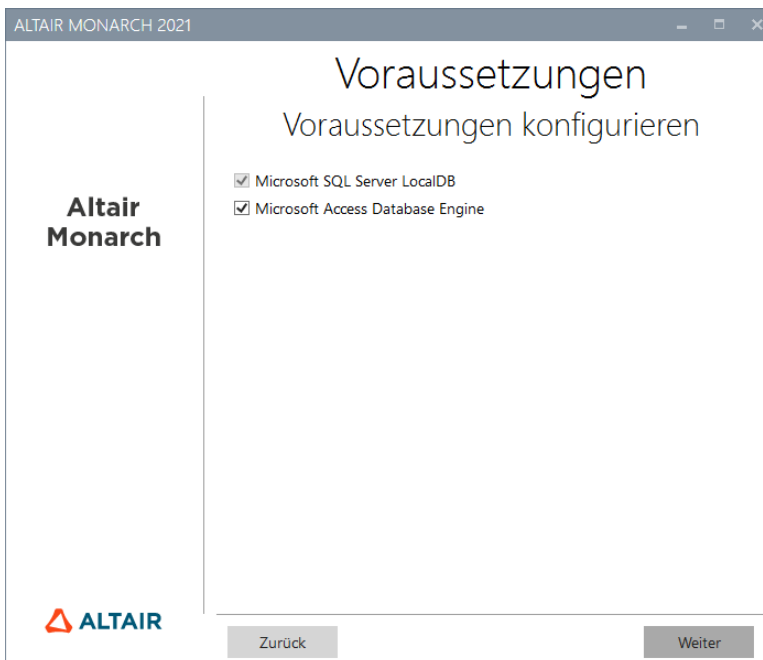 ALTAIR MONARCH 2021
Voraussetzungen
Voraussetzungen konfigurieren
Microsoft SQL Server LocalDB
Microsoft Access Database Engine
Altair
Monarch
ALTAIR
Zurück
Weiter